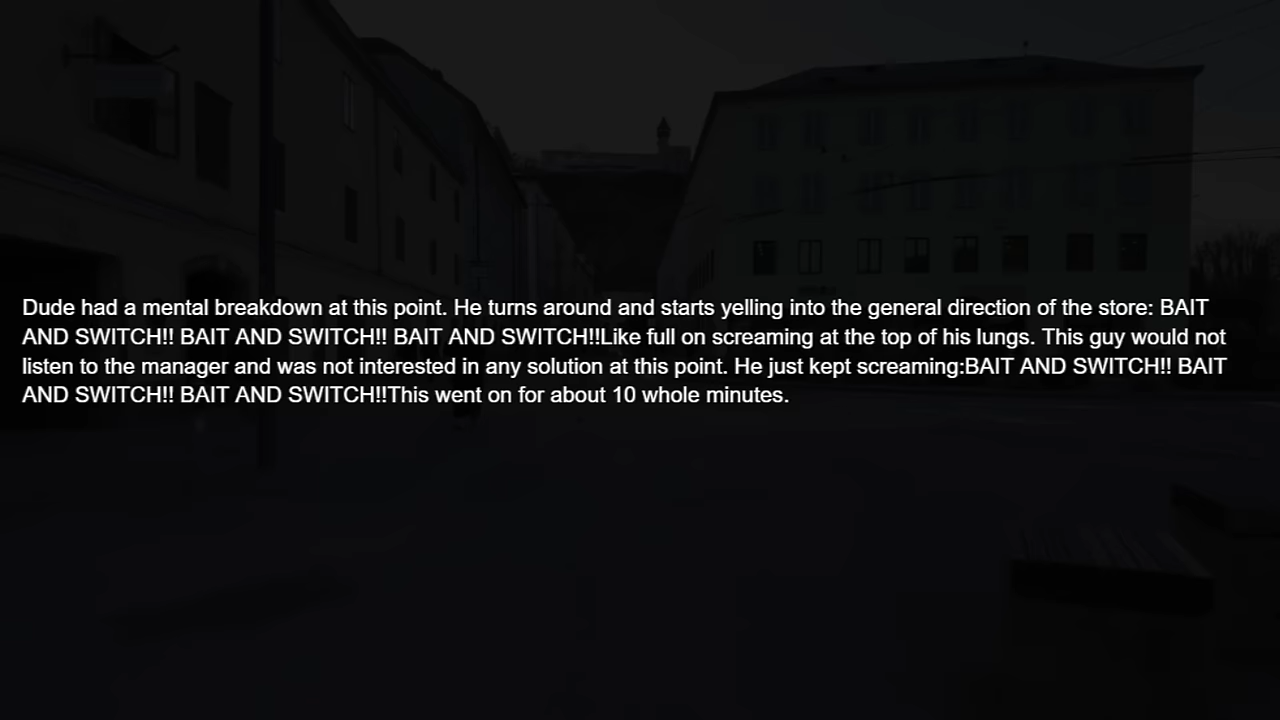 Dude had a mental breakdown at this point. He turns around and starts yelling into the general direction of the store: BAIT
AND SWITCH!! BAIT AND SWITCH!! BAIT AND SWITCH!!Like full on screaming at the top of his lungs. This guy would not
listen to the manager and was not interested in any solution at this point. He just kept screaming:BAIT AND SWITCH!! BAIT
AND SWITCH!! BAIT AND SWITCH!!This went on for about 10 whole minutes.